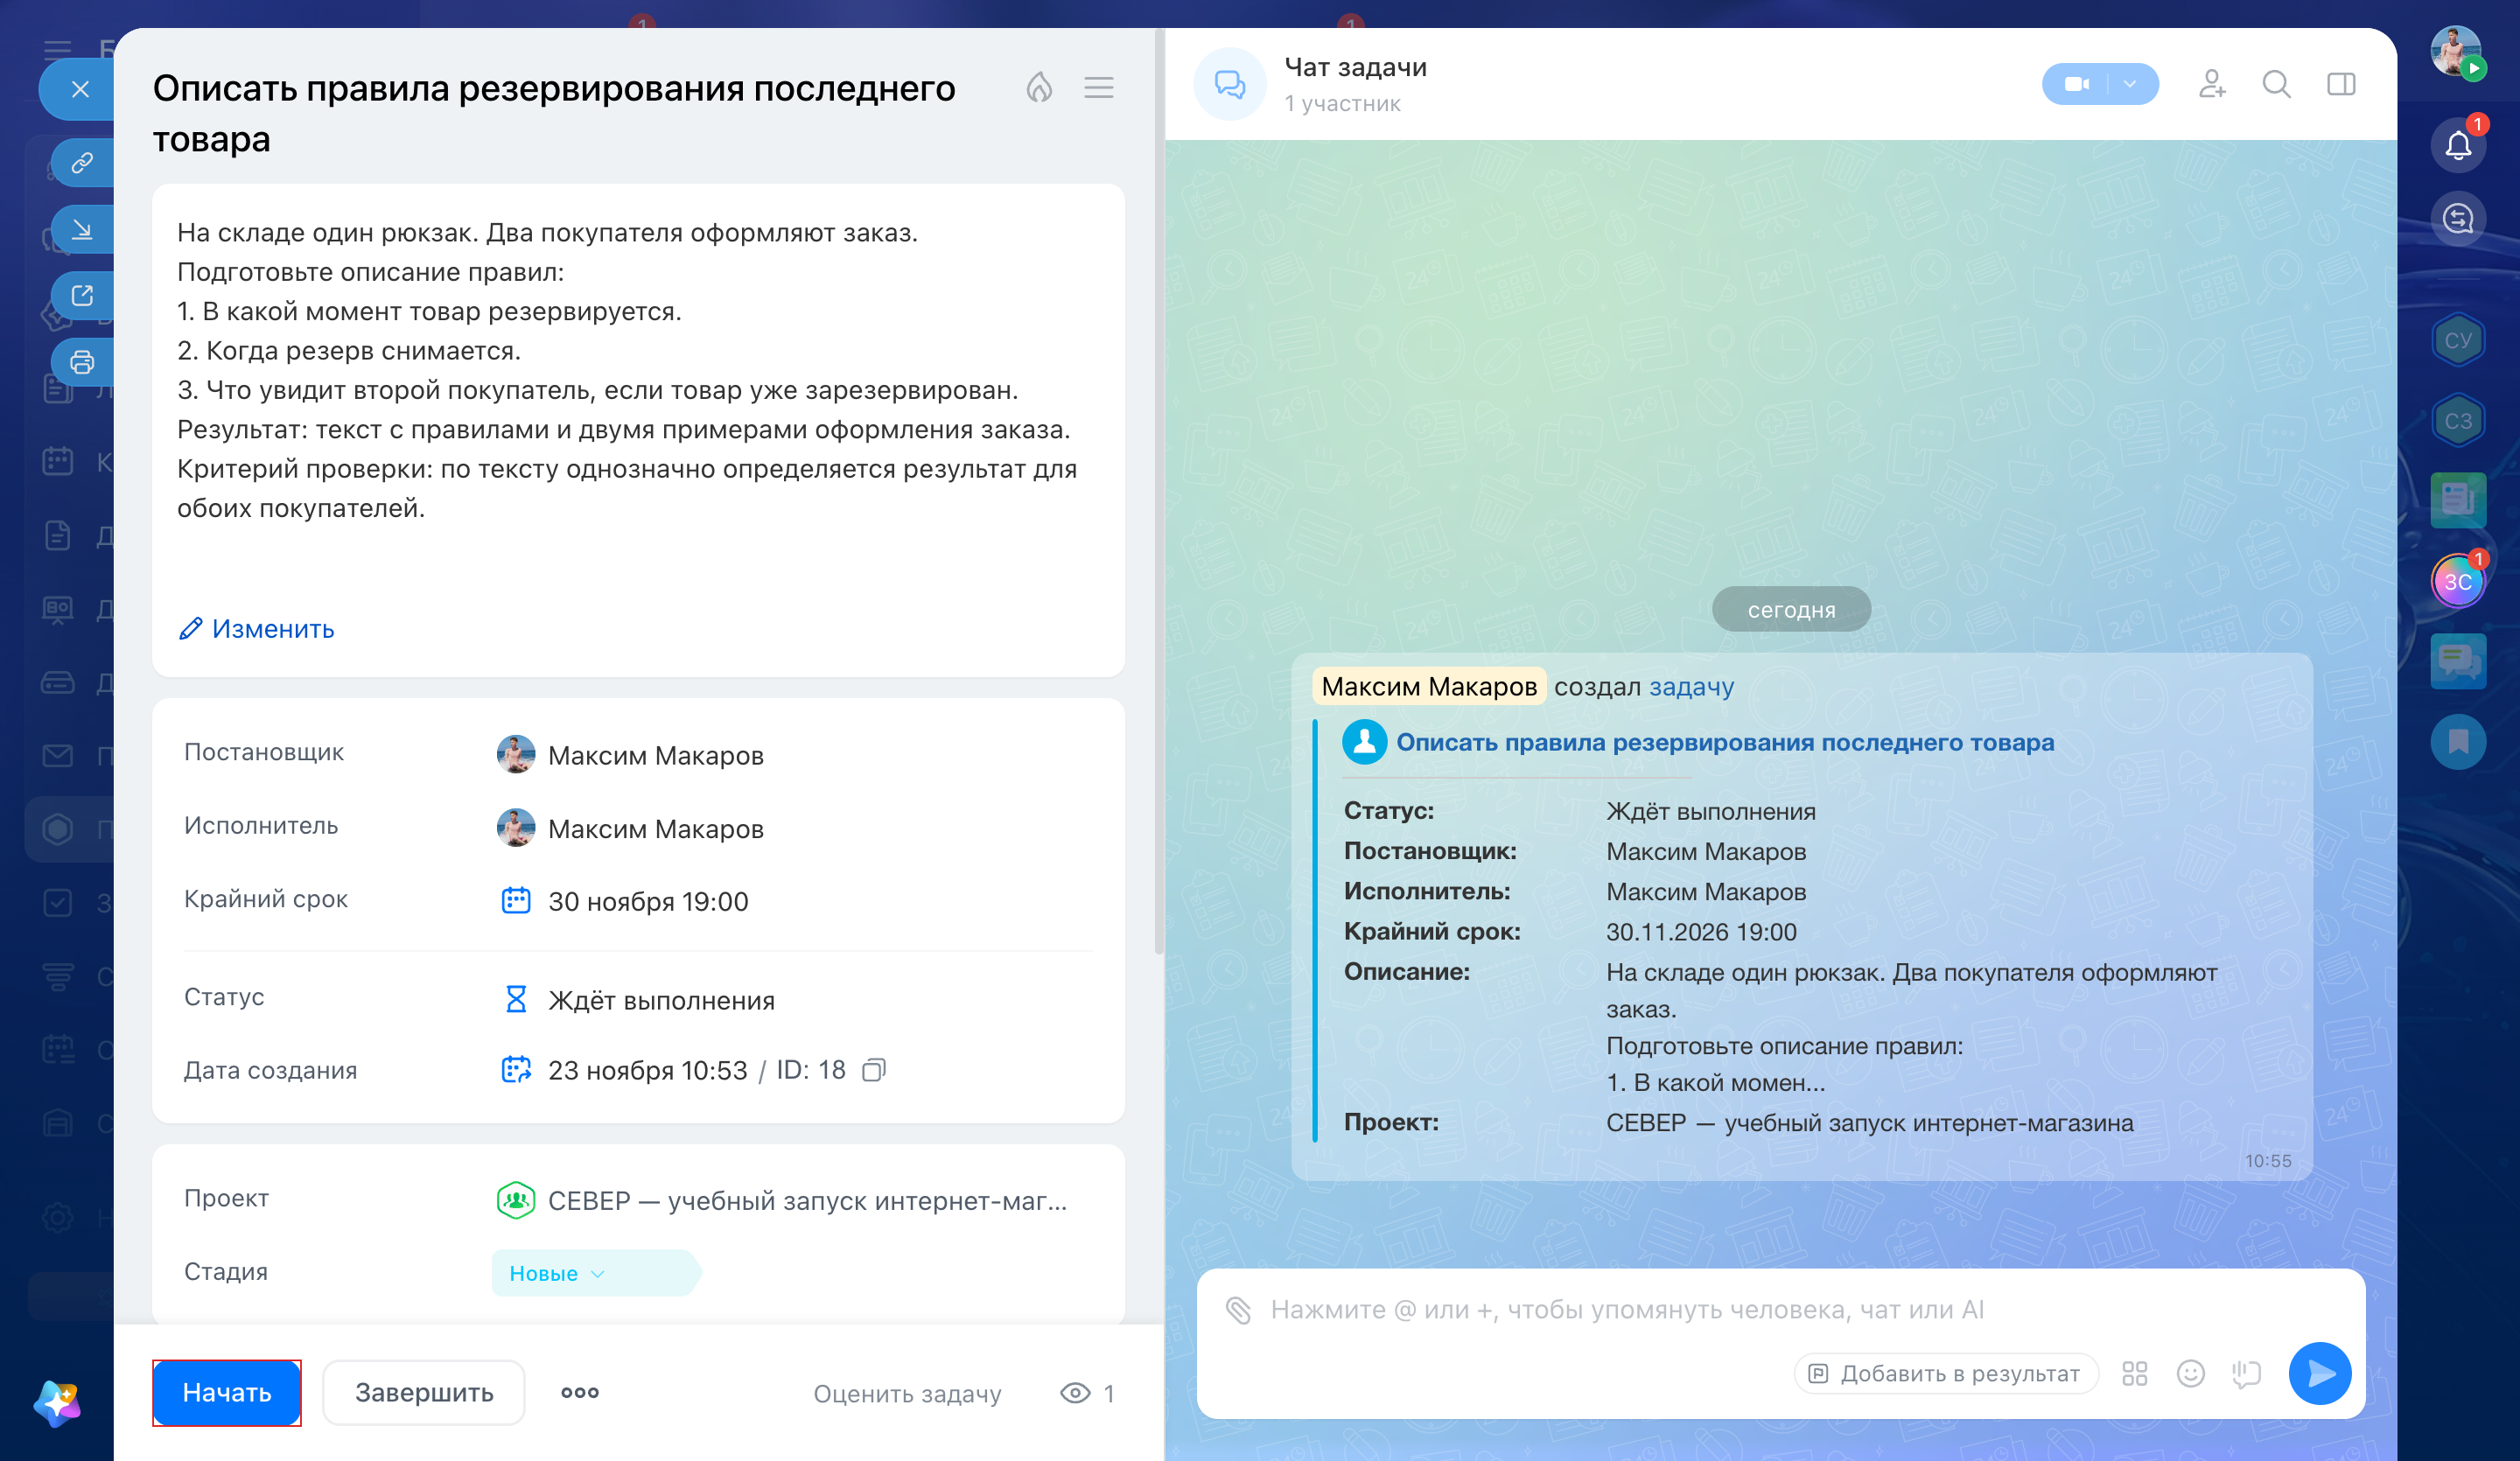 Описать правила резервирования последнего
товара
На складе один рюкзак. Два покупателя оформляют заказ.
Подготовьте описание правил:
1. В какой момент товар резервируется.
2. Когда резерв снимается.
3. Что увидит второй покупатель, если товар уже зарезервирован.
Результат: текст с правилами и двумя примерами оформления заказа.
Критерий проверки: по тексту однозначно определяется результат для
обоих покупателей.
Изменить
Постановщик Максим Макаров
Исполнитель Максим Макаров
Крайний срок 30 ноября 19:00
Статус Ждёт выполнения
Дата создания 23 ноября 10:53 / ID: 18
Проект СЕВЕР — учебный запуск интернет-маг...
Стадия Новые
Начать Завершить Оценить задачу 1
Чат задачи
1 участник
сегодня
Максим Макаров создал задачу
Описать правила резервирования последнего товара
Статус: Ждёт выполнения
Постановщик: Максим Макаров
Исполнитель: Максим Макаров
Крайний срок: 30.11.2026 19:00
Описание: На складе один рюкзак. Два покупателя оформляют
заказ.
Подготовьте описание правил:
1. В какой момен...
Проект: СЕВЕР — учебный запуск интернет-магазина
10:55
Нажмите @ или +, чтобы упомянуть человека, чат или AI
Добавить в результат
1
СУ
СЗ
1
ЗС